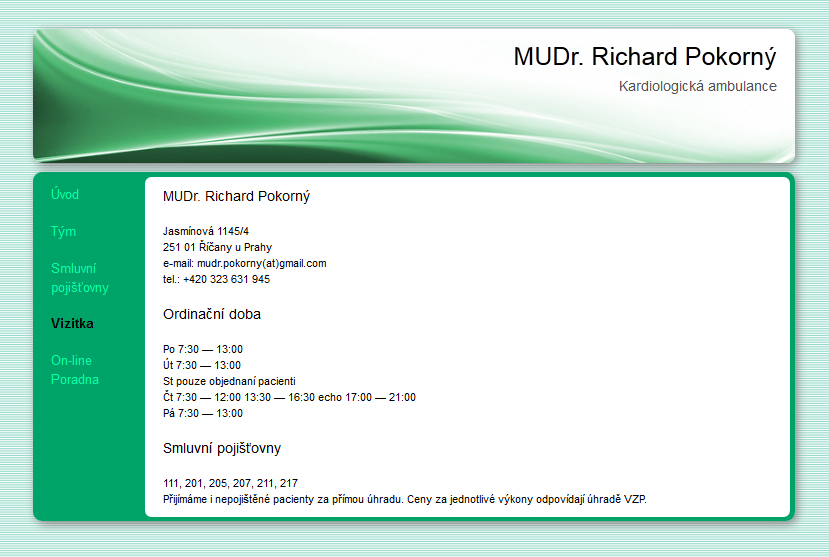 MUDr. Richard Pokorný
Kardiologická ambulance
Úvod
Tým
Smluvní
pojišťovny
Vizitka
On-line
Poradna
MUDr. Richard Pokorný
Jasmínová 1145/4
251 01 Říčany u Prahy
e-mail: mudr.pokorny(at)gmail.com
tel.: +420 323 631 945
Ordinační doba
Po 7:30 — 13:00
Út 7:30 — 13:00
St pouze objednaní pacienti
Čt 7:30 — 12:00 13:30 — 16:30 echo 17:00 — 21:00
Pá 7:30 — 13:00
Smluvní pojišťovny
111, 201, 205, 207, 211, 217
Přijímáme i nepojištěné pacienty za přímou úhradu. Ceny za jednotlivé výkony odpovídají úhradě VZP.